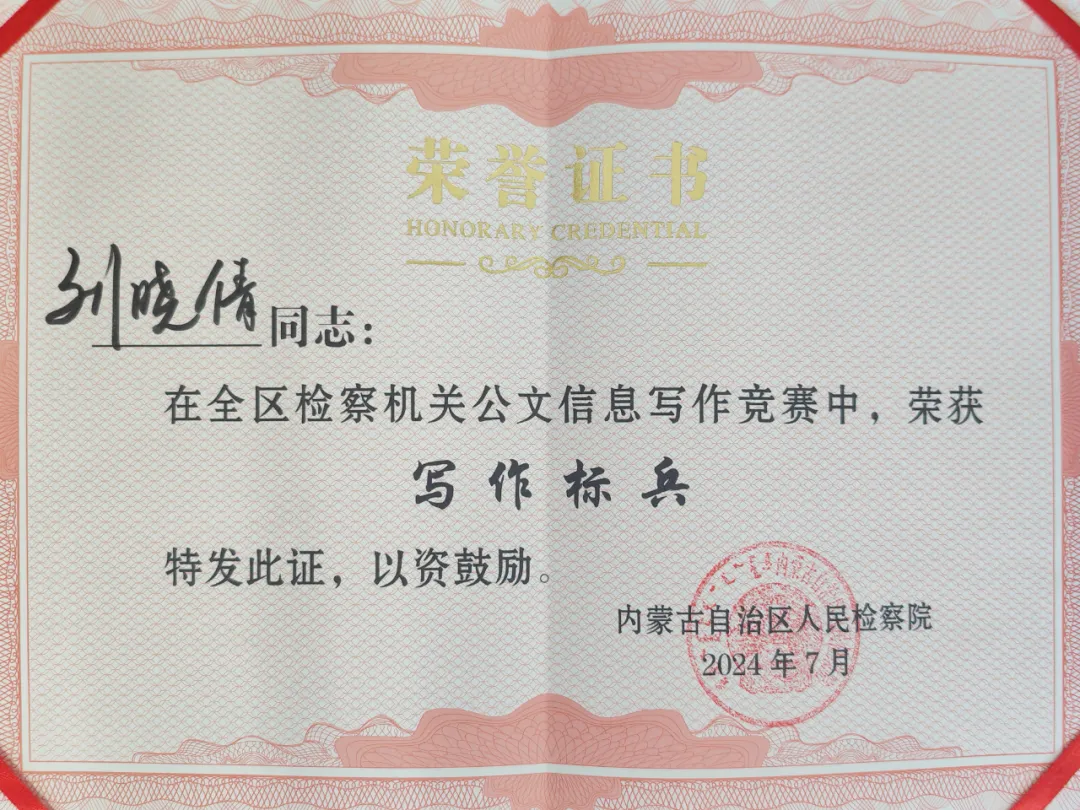 荣誉证书
HONORARY CREDENTIAL
刘晓倩同志：
在全区检察机关公文信息写作竞赛中，荣获
写作标兵
特发此证，以资鼓励。
内蒙古自治区人民检察院
2024年7月